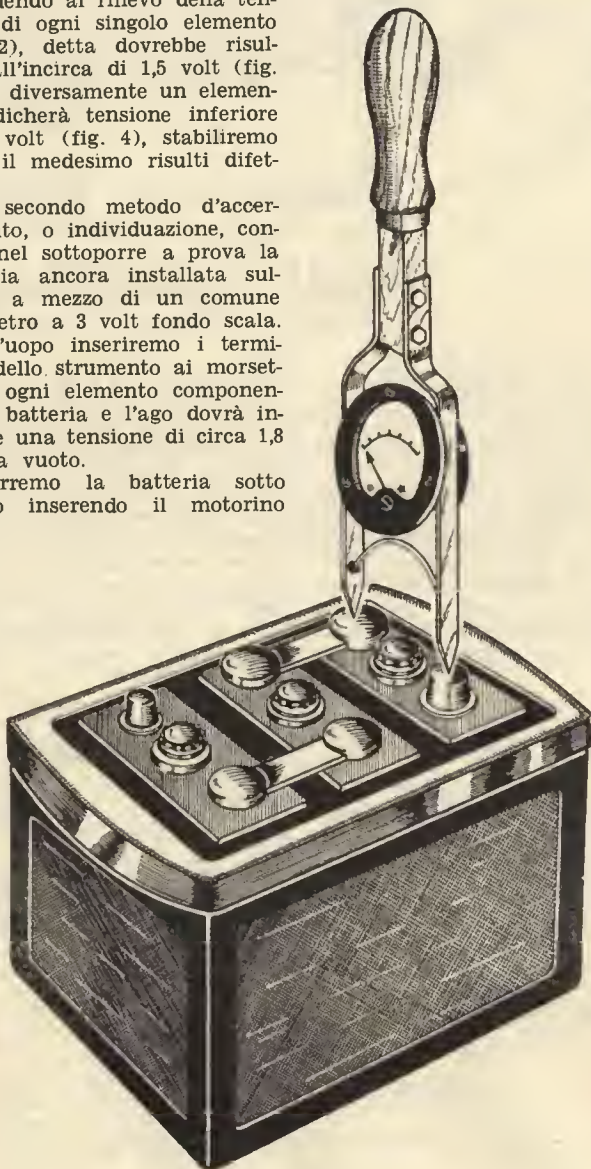 dendo al rilievo della ten-
di ogni singolo elemento
2), detta dovrebbe risul-
all'incirca di 1,5 volt (fig.
diversamente un elemen-
dicherà tensione inferiore
volt (fig. 4), stabiliremo
il medesimo risulti difet-
secondo metodo d'accer-
to, o individuazione, con-
nel sottoporre a prova la
ia ancora installata sul-
a mezzo di un comune
etro a 3 volt fondo scala.
'uopo inseriremo i termi-
dello strumento ai morset-
ogni elemento componen-
batteria e l'ago dovrà in-
e una tensione di circa 1,8
a vuoto.
rremo la batteria sotto
o inserendo il motorino